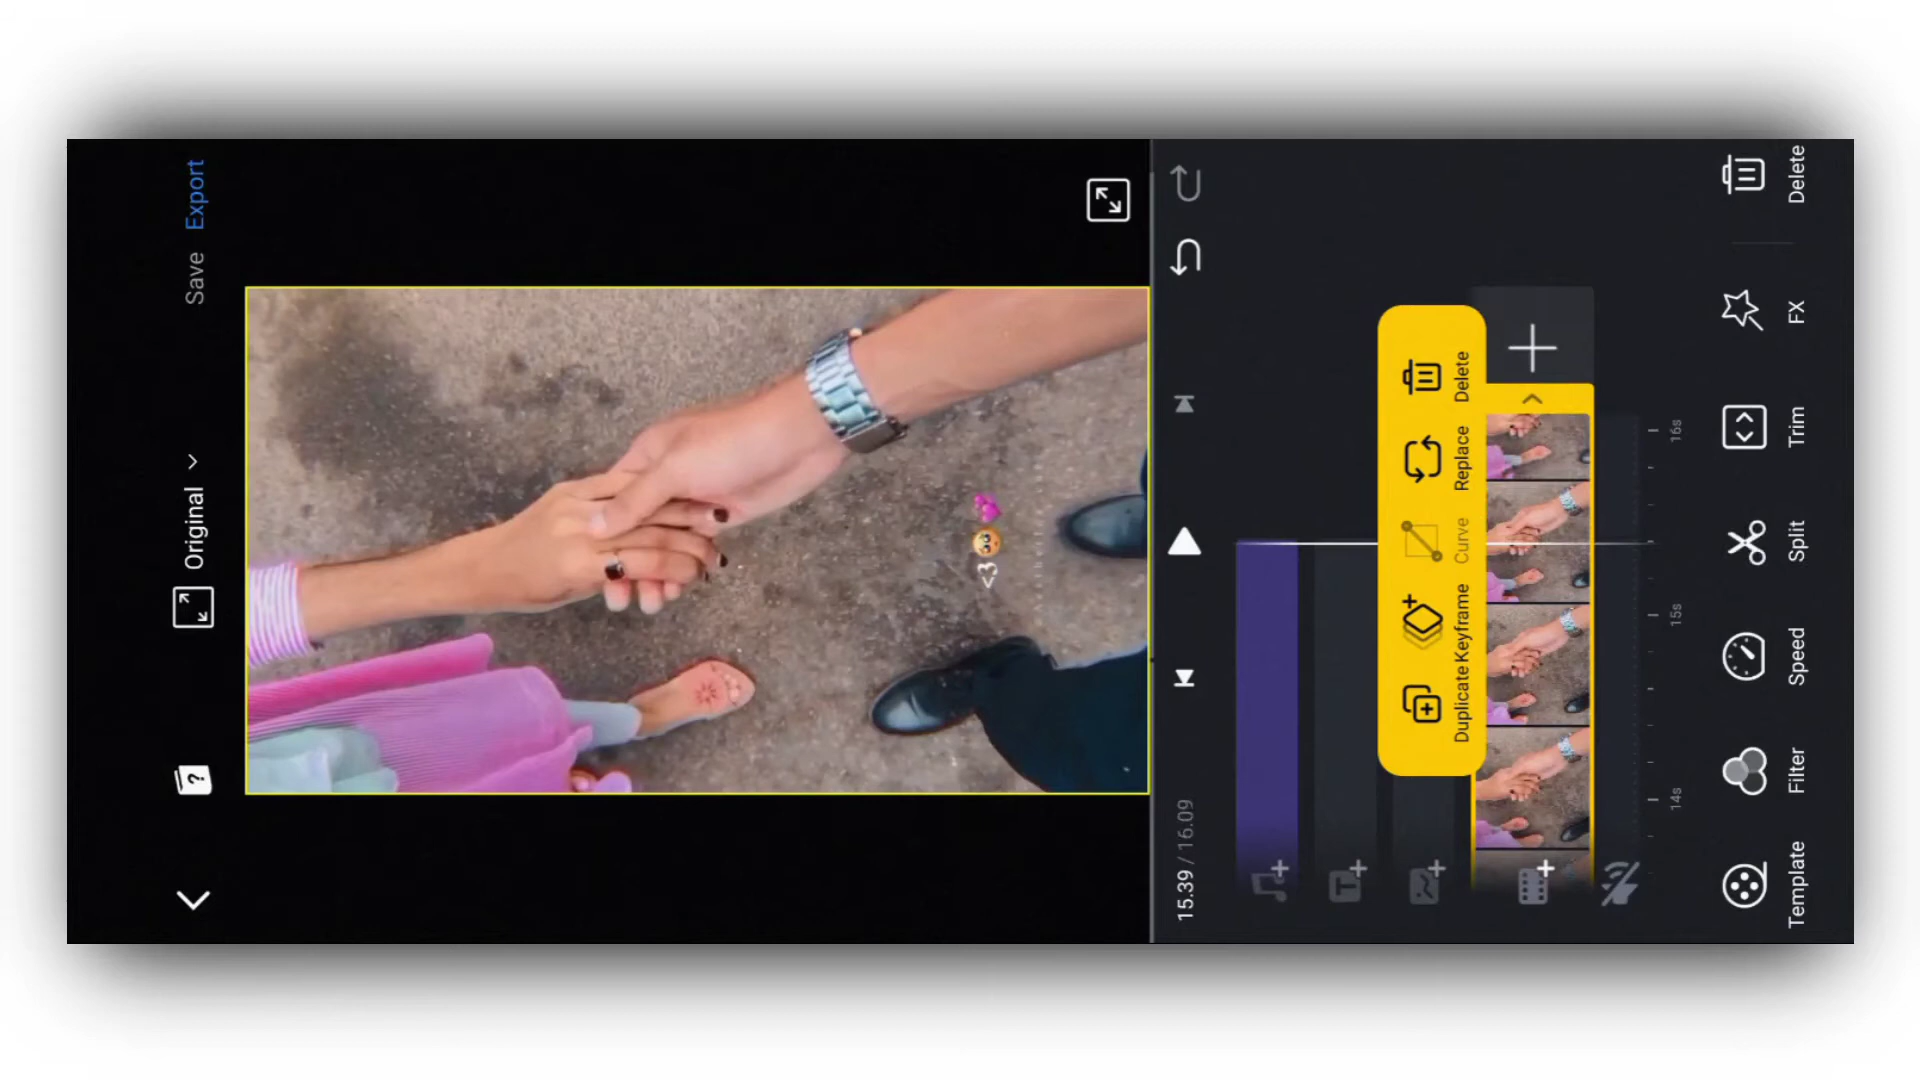 Original
Save
Export
<3 🥺 💞
15.39 / 16.09
Duplicate
Keyframe
Curve
Replace
Delete
14s
15s
16s
Template
Filter
Speed
Split
Trim
FX
Delete